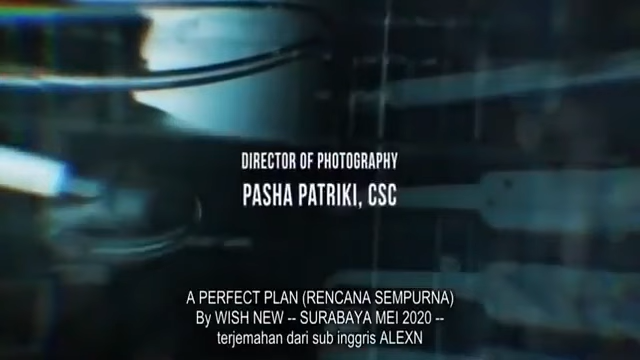 DIRECTOR OF PHOTOGRAPHY
PASHA PATRIKI, CSC
A PERFECT PLAN (RENCANA SEMPURNA)
By WISH NEW -- SURABAYA MEI 2020 --
terjemahan dari sub inggris ALEXN